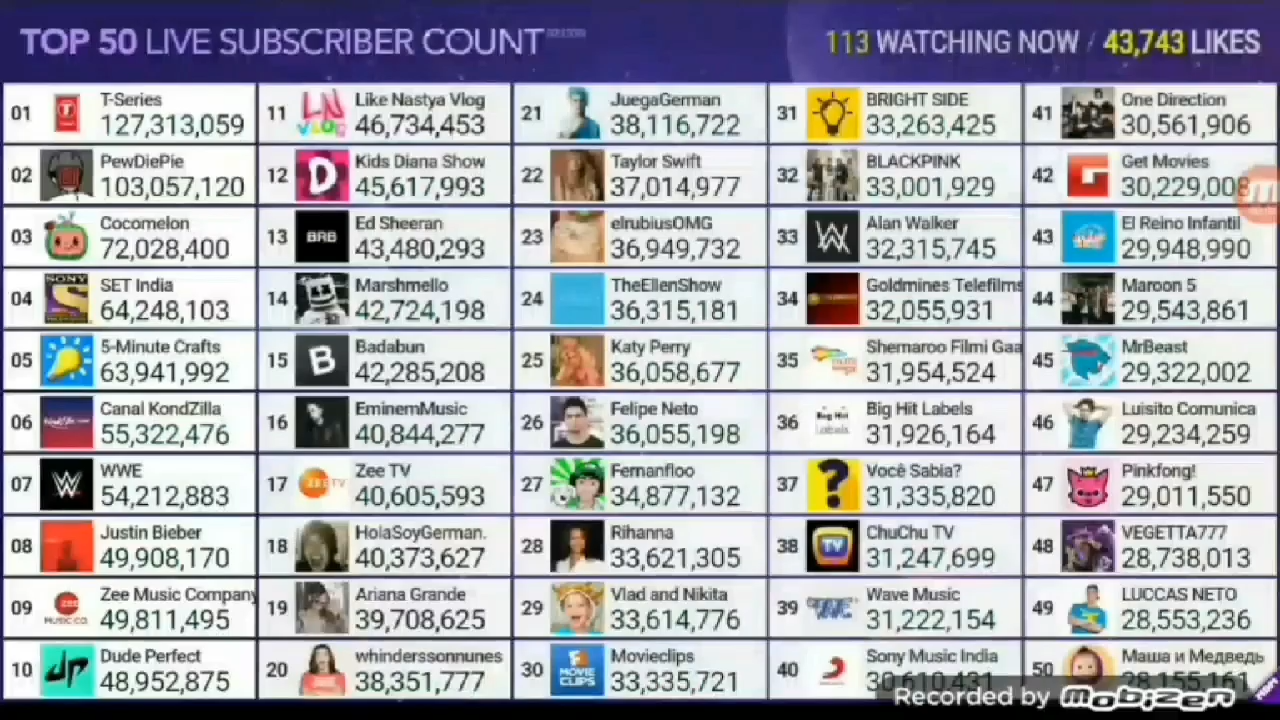 TOP 50 LIVE SUBSCRIBER COUNT
113 WATCHING NOW / 43,743 LIKES
01 T-Series
127,313,059
02 PewDiePie
103,057,120
03 Cocomelon
72,028,400
04 SET India
64,248,103
05 5-Minute Crafts
63,941,992
06 Canal KondZilla
55,322,476
07 WWE
54,212,883
08 Justin Bieber
49,908,170
09 Zee Music Company
49,811,495
10 Dude Perfect
48,952,875
11 Like Nastya Vlog
46,734,453
12 Kids Diana Show
45,617,993
13 Ed Sheeran
43,480,293
14 Marshmello
42,724,198
15 Badabun
42,285,208
16 EminemMusic
40,844,277
17 Zee TV
40,605,593
18 HolaSoyGerman.
40,373,627
19 Ariana Grande
39,708,625
20 whinderssonnunes
38,351,777
21 JuegaGerman
38,116,722
22 Taylor Swift
37,014,977
23 elrubiusOMG
36,949,732
24 TheEllenShow
36,315,181
25 Katy Perry
36,058,677
26 Felipe Neto
36,055,198
27 Fernanfloo
34,877,132
28 Rihanna
33,621,305
29 Vlad and Nikita
33,614,776
30 Movieclips
33,335,721
31 BRIGHT SIDE
33,263,425
32 BLACKPINK
33,001,929
33 Alan Walker
32,315,745
34 Goldmines Telefilms
32,055,931
35 Shemaroo Filmi Gaa
31,954,524
36 Big Hit Labels
31,926,164
37 Você Sabia?
31,335,820
38 ChuChu TV
31,247,699
39 Wave Music
31,222,154
40 Sony Music India
30,610,431
41 One Direction
30,561,906
42 Get Movies
30,229,008
43 El Reino Infantil
29,948,990
44 Maroon 5
29,543,861
45 MrBeast
29,322,002
46 Luisito Comunica
29,234,259
47 Pinkfong!
29,011,550
48 VEGETTA777
28,738,013
49 LUCCAS NETO
28,553,236
50 Маша и Медведь
28,155,161
Recorded by mobizen